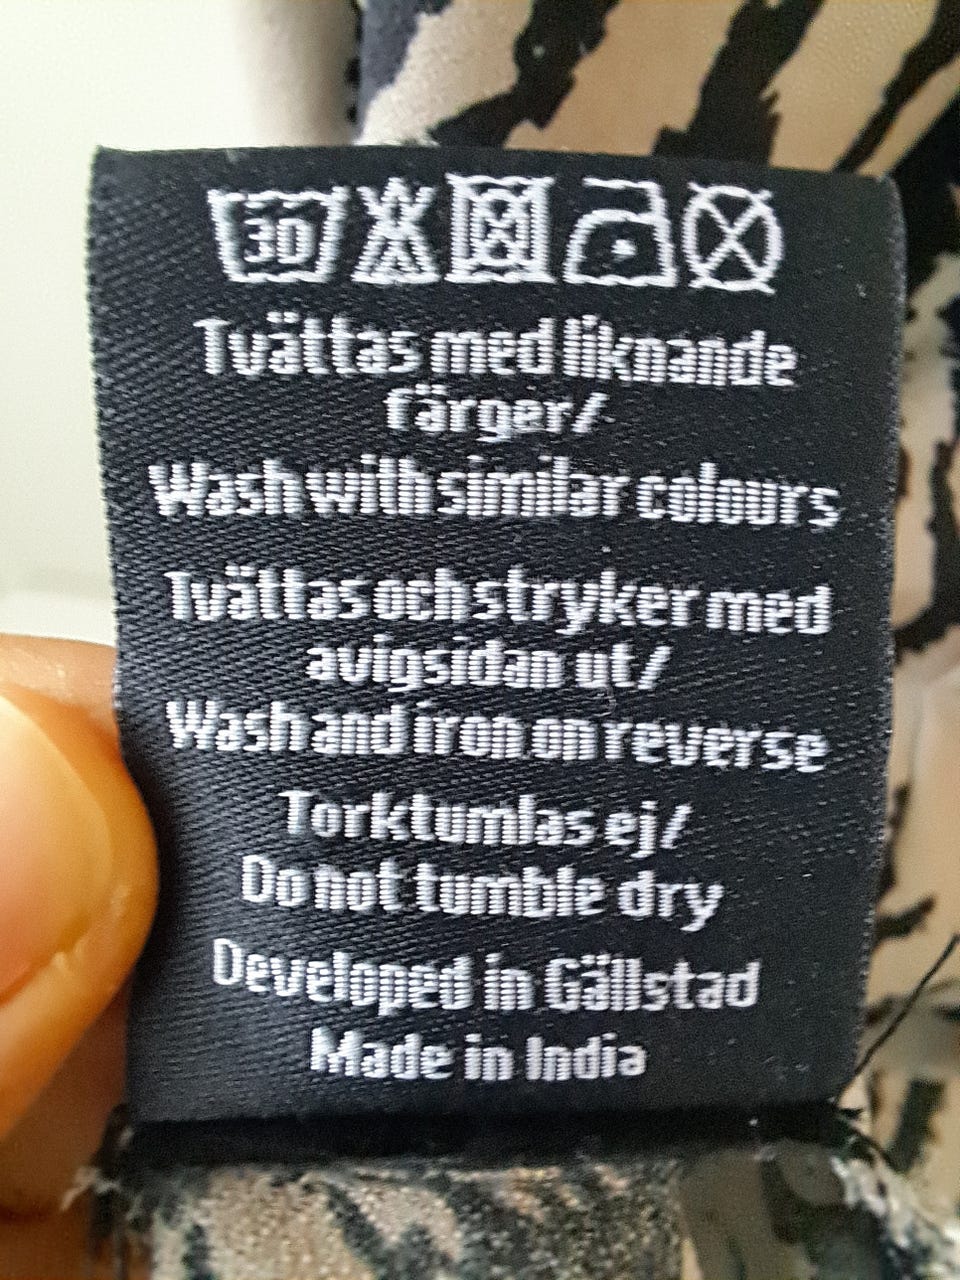 30
Tvättas med liknande
färger/
Wash with similar colours
Tvättas och stryker med
avigsidan ut/
Wash and iron on reverse
Torktumlas ej/
Do not tumble dry
Developed in Gällstad
Made in India